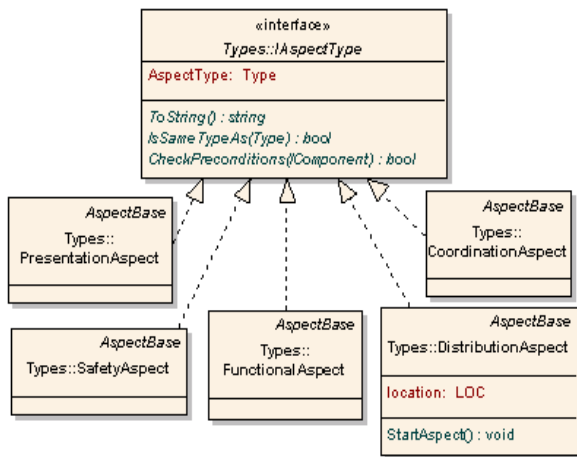 «interface»
Types::IAspectType
AspectType: Type
ToString() : string
IsSameTypeAs(Type) : bool
CheckPreconditions(IComponent) : bool
AspectBase
Types::
PresentationAspect
AspectBase
Types::
CoordinationAspect
AspectBase
Types::SafetyAspect
AspectBase
Types::
FunctionalAspect
AspectBase
Types::DistributionAspect
location: LOC
StartAspect() : void